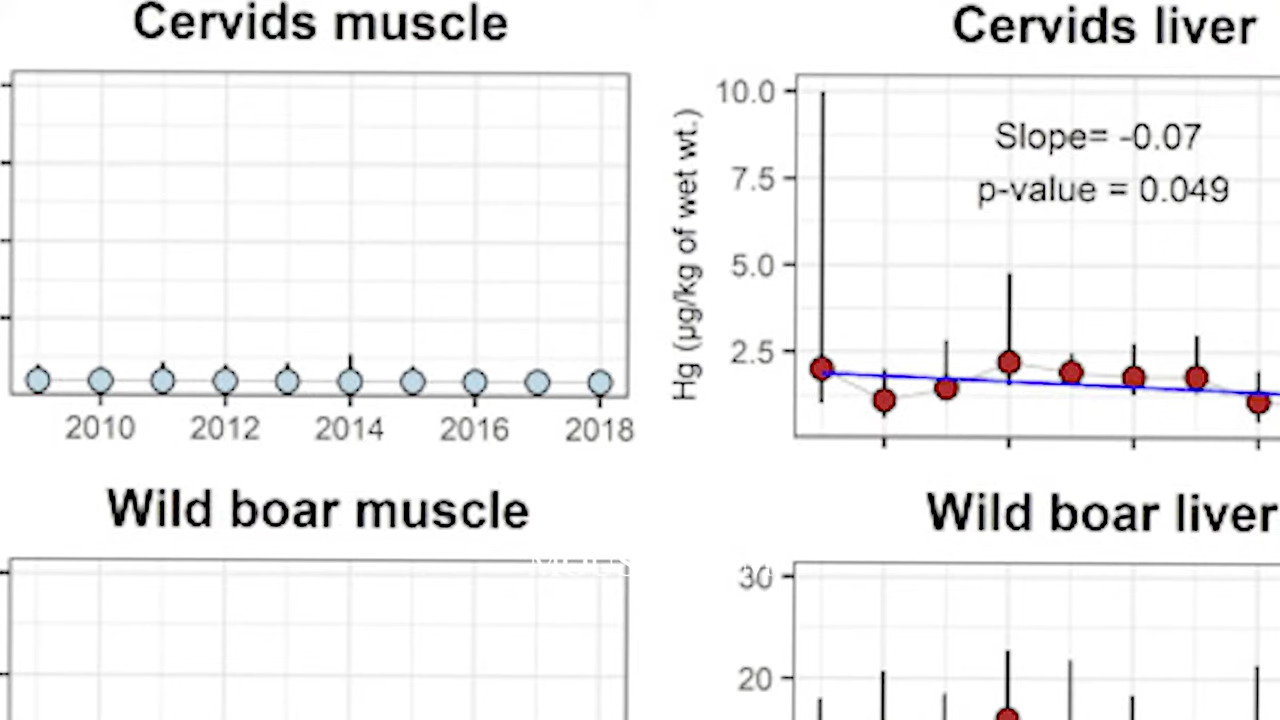 Cervids muscle
2010 2012 2014 2016 2018
Cervids liver
Hg (µg/kg of wet wt.)
10.0
7.5
5.0
2.5
Slope= -0.07
p-value = 0.049
Wild boar muscle
Wild boar liver
30
20